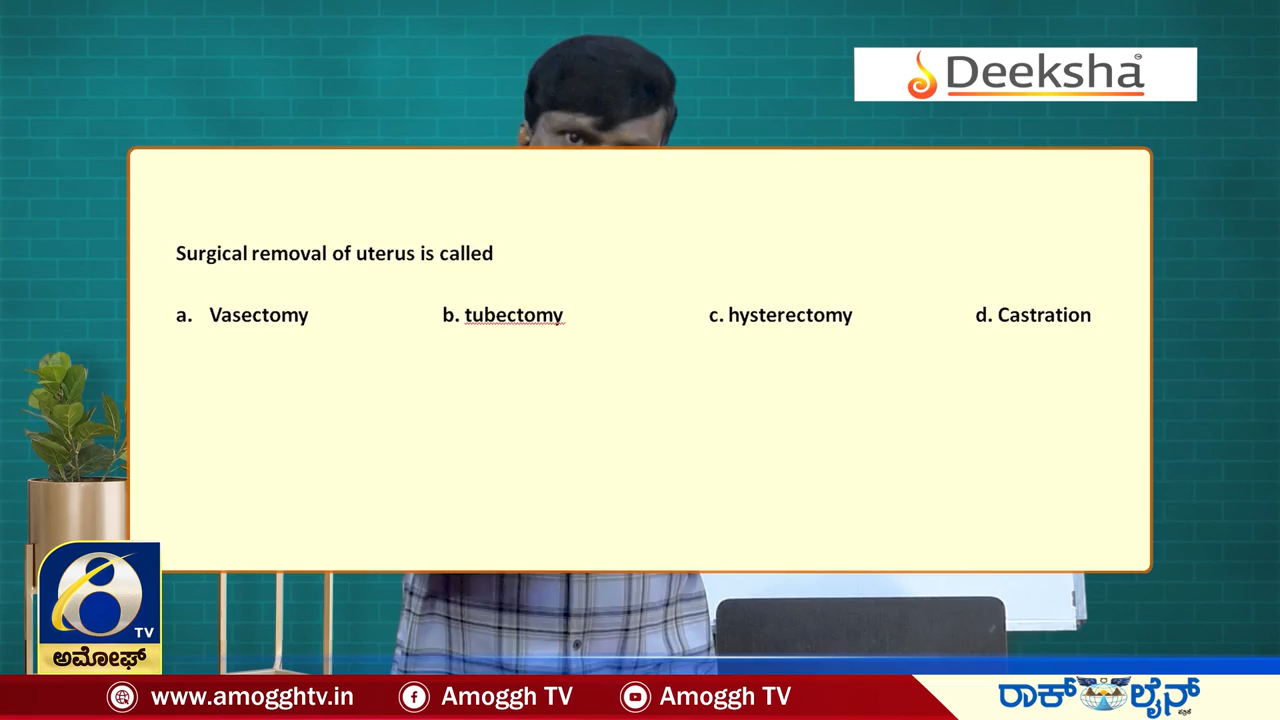 Deeksha
Surgical removal of uterus is called
a. Vasectomy b. tubectomy c. hysterectomy d. Castration
TV
ಅಮೋಘ್
www.amogghtv.in Amoggh TV Amoggh TV
ರಾಕ್ ಲೈನ್